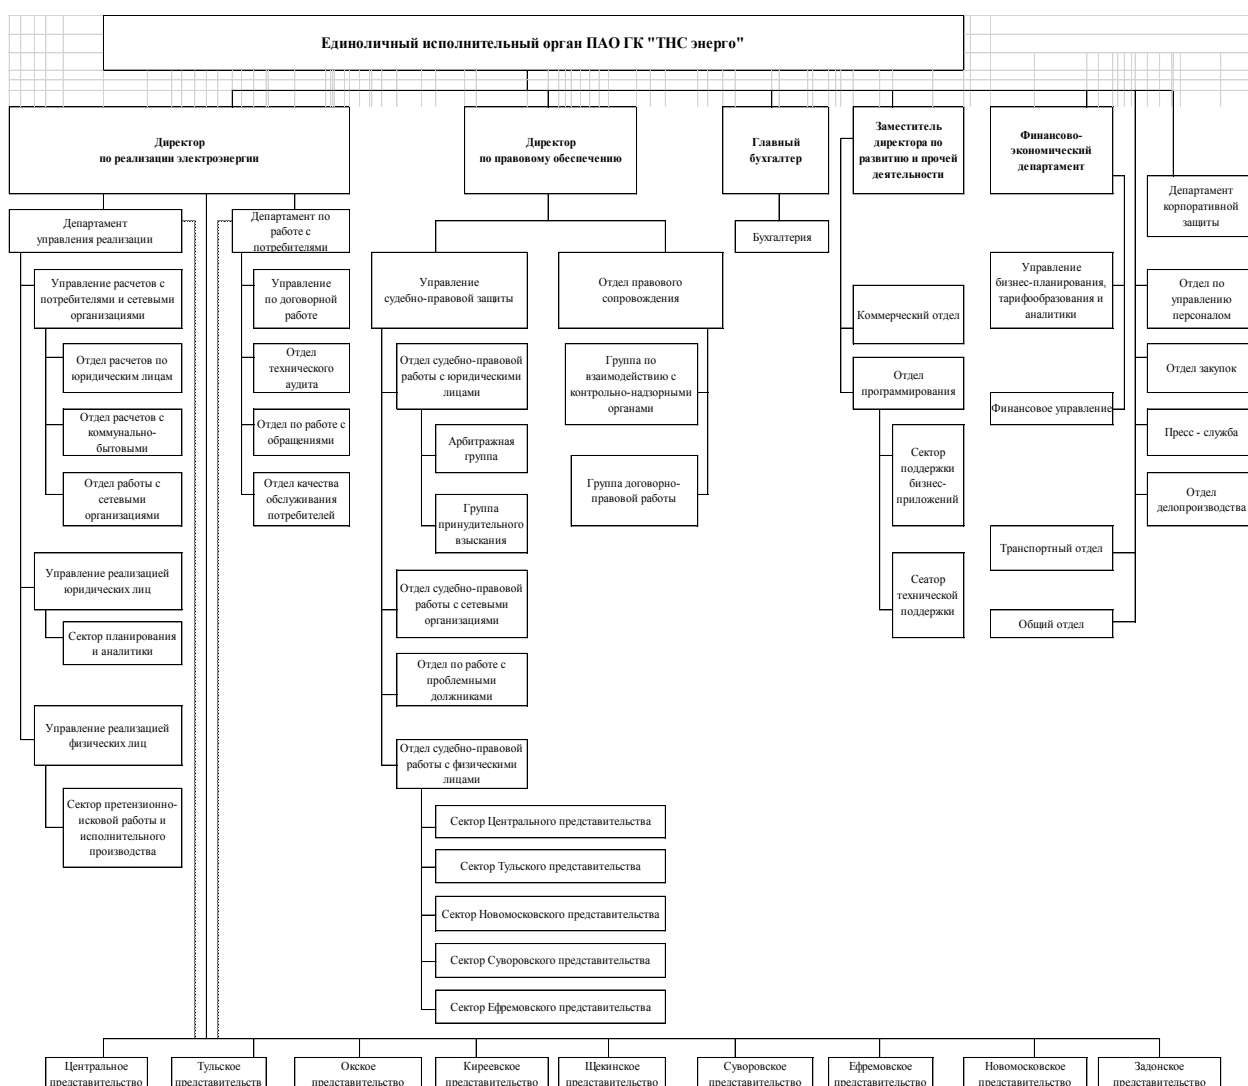 Единоличный исполнительный орган ПАО ГК "ТНС энерго"
Директор
по реализации электроэнергии
Директор
по правовому обеспечению
Главный
бухгалтер
Заместитель
директора по
развитию и прочей
деятельности
Финансово-
экономический
департамент
Департамент
корпоративной
защиты
Департамент
управления реализации
Департамент по
работе с
потребителями
Бухгалтерия
Управление расчетов с
потребителями и сетевыми
организациями
Управление
по договорной
работе
Управление
судебно-правовой защиты
Отдел правового
сопровождения
Коммерческий отдел
Управление
бизнес-планирования,
тарифообразования и
аналитики
Отдел по
управлению
персоналом
Отдел расчетов по
юридическим лицам
Отдел
технического
аудита
Отдел судебно-правовой
работы с юридическими
лицами
Группа по
взаимодействию с
контрольно-надзорными
органами
Отдел
программирования
Финансовое управление
Отдел закупок
Отдел расчетов с
коммунально-
бытовыми
Отдел по работе с
обращениями
Арбитражная
группа
Сектор
поддержки
бизнес-
приложений
Пресс - служба
Отдел работы с
сетевыми
организациями
Отдел качества
обслуживания
потребителей
Группа
принудительного
взыскания
Группа договорно-
правовой работы
Отдел
делопроизводства
Управление реализацией
юридических лиц
Отдел судебно-правовой
работы с сетевыми
организациями
Сеатор
технической
поддержки
Транспортный отдел
Сектор планирования
и аналитики
Общий отдел
Отдел по работе с
проблемными
должниками
Управление реализацией
физических лиц
Отдел судебно-правовой
работы с физическими
лицами
Сектор претензионно-
исковой работы и
исполнительного
производства
Сектор Центрального представительства
Сектор Тульского представительства
Сектор Новомосковского представительства
Сектор Суворовского представительства
Сектор Ефремовского представительства
Центральное
представительство
Тульское
представительств
Окское
представительство
Киреевское
представительство
Щекинское
представительство
Суворовское
представительство
Ефремовское
представительство
Новомосковское
представительство
Задонское
представительство